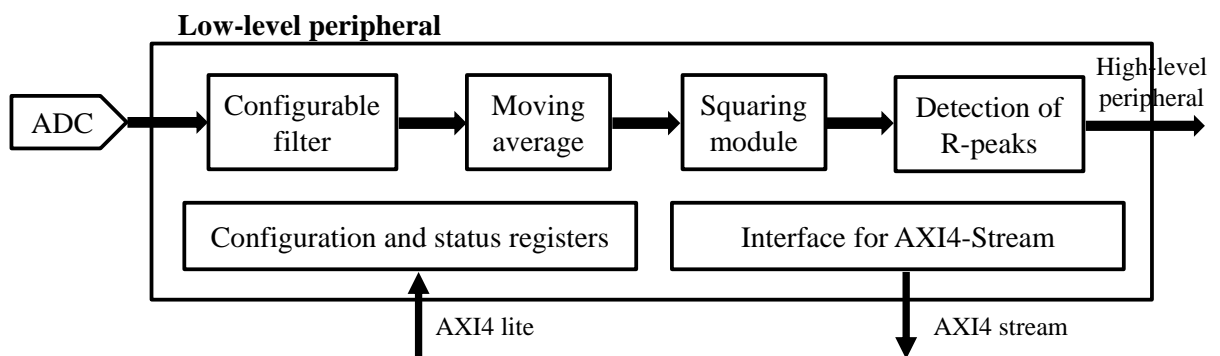 Low-level peripheral
ADC
Configurable
filter
Moving
average
Squaring
module
Detection of
R-peaks
High-level
peripheral
Configuration and status registers
Interface for AXI4-Stream
AXI4 lite
AXI4 stream